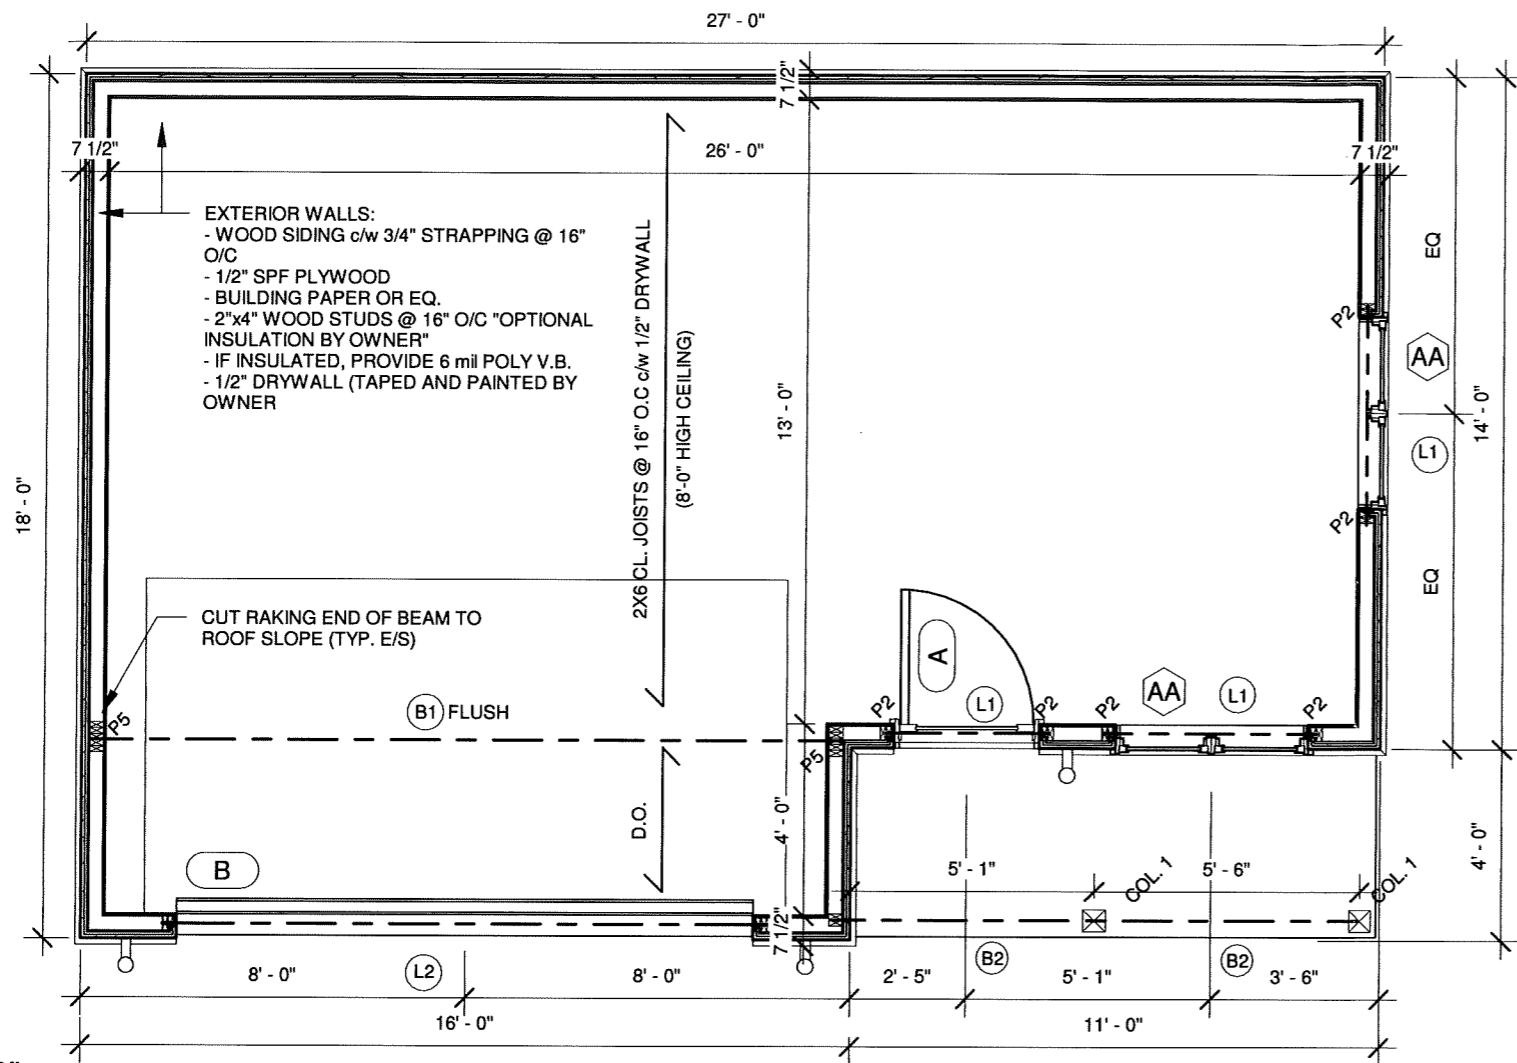 27' - 0"
7 1/2"
7 1/2"
26' - 0"
7 1/2"
EXTERIOR WALLS:
- WOOD SIDING c/w 3/4" STRAPPING @ 16"
O/C
- 1/2" SPF PLYWOOD
- BUILDING PAPER OR EQ.
- 2"x4" WOOD STUDS @ 16" O/C "OPTIONAL
INSULATION BY OWNER"
- IF INSULATED, PROVIDE 6 mil POLY V.B.
- 1/2" DRYWALL (TAPED AND PAINTED BY
OWNER
2X6 CL. JOISTS @ 16" O.C c/w 1/2" DRYWALL
(8'-0" HIGH CEILING)
13' - 0"
EQ
P2
AA
14' - 0"
L1
18' - 0"
P2
EQ
CUT RAKING END OF BEAM TO
ROOF SLOPE (TYP. E/S)
A
AA
L1
L1
P5
B1 FLUSH
P2
P2
P2
P2
P5
D.O.
4' - 0"
4' - 0"
B
5' - 1"
COL. 1
5' - 6"
COL. 1
7 1/2"
8' - 0"
L2
8' - 0"
2' - 5"
B2
5' - 1"
B2
3' - 6"
16' - 0"
11' - 0"